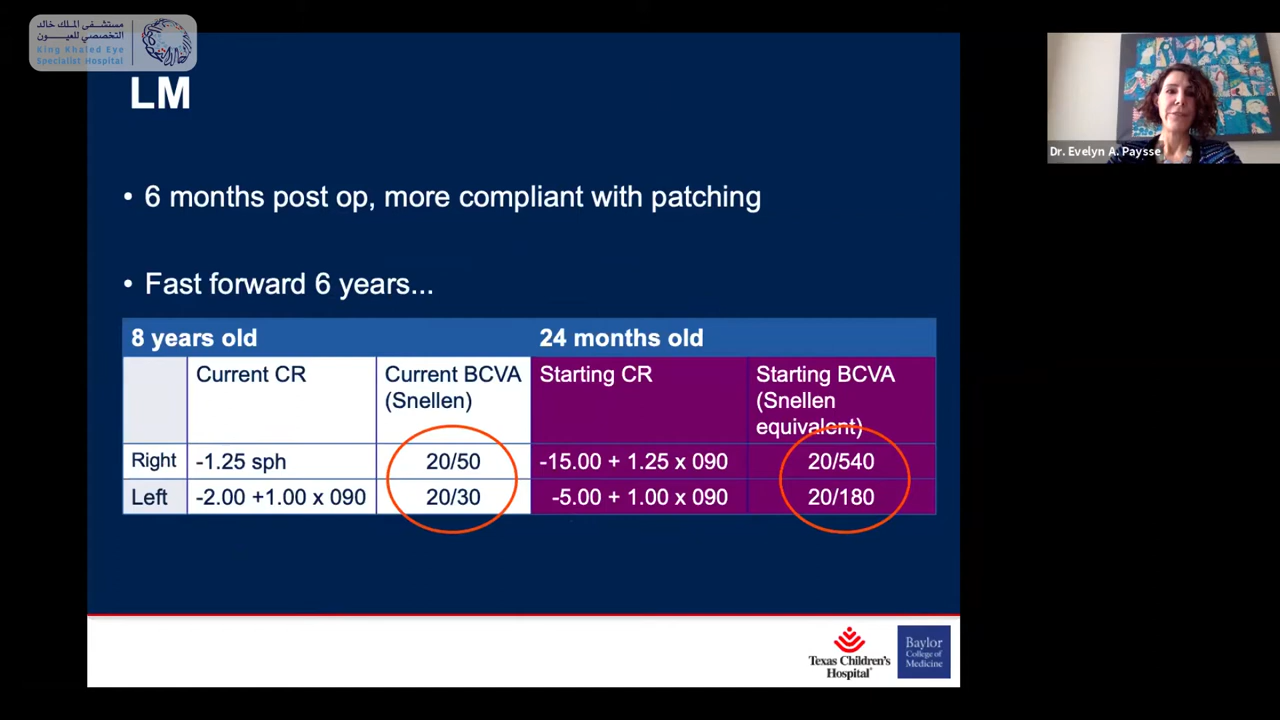 مستشفى الملك خالد
التخصصي للعيون
King Khaled Eye
Specialist Hospital
LM
• 6 months post op, more compliant with patching
• Fast forward 6 years...
8 years old 24 months old
Current CR Current BCVA (Snellen) Starting CR Starting BCVA (Snellen equivalent)
Right -1.25 sph 20/50 -15.00 + 1.25 x 090 20/540
Left -2.00 +1.00 x 090 20/30 -5.00 + 1.00 x 090 20/180
Texas Children's
Hospital
Baylor
College of
Medicine
Dr. Evelyn A. Paysse